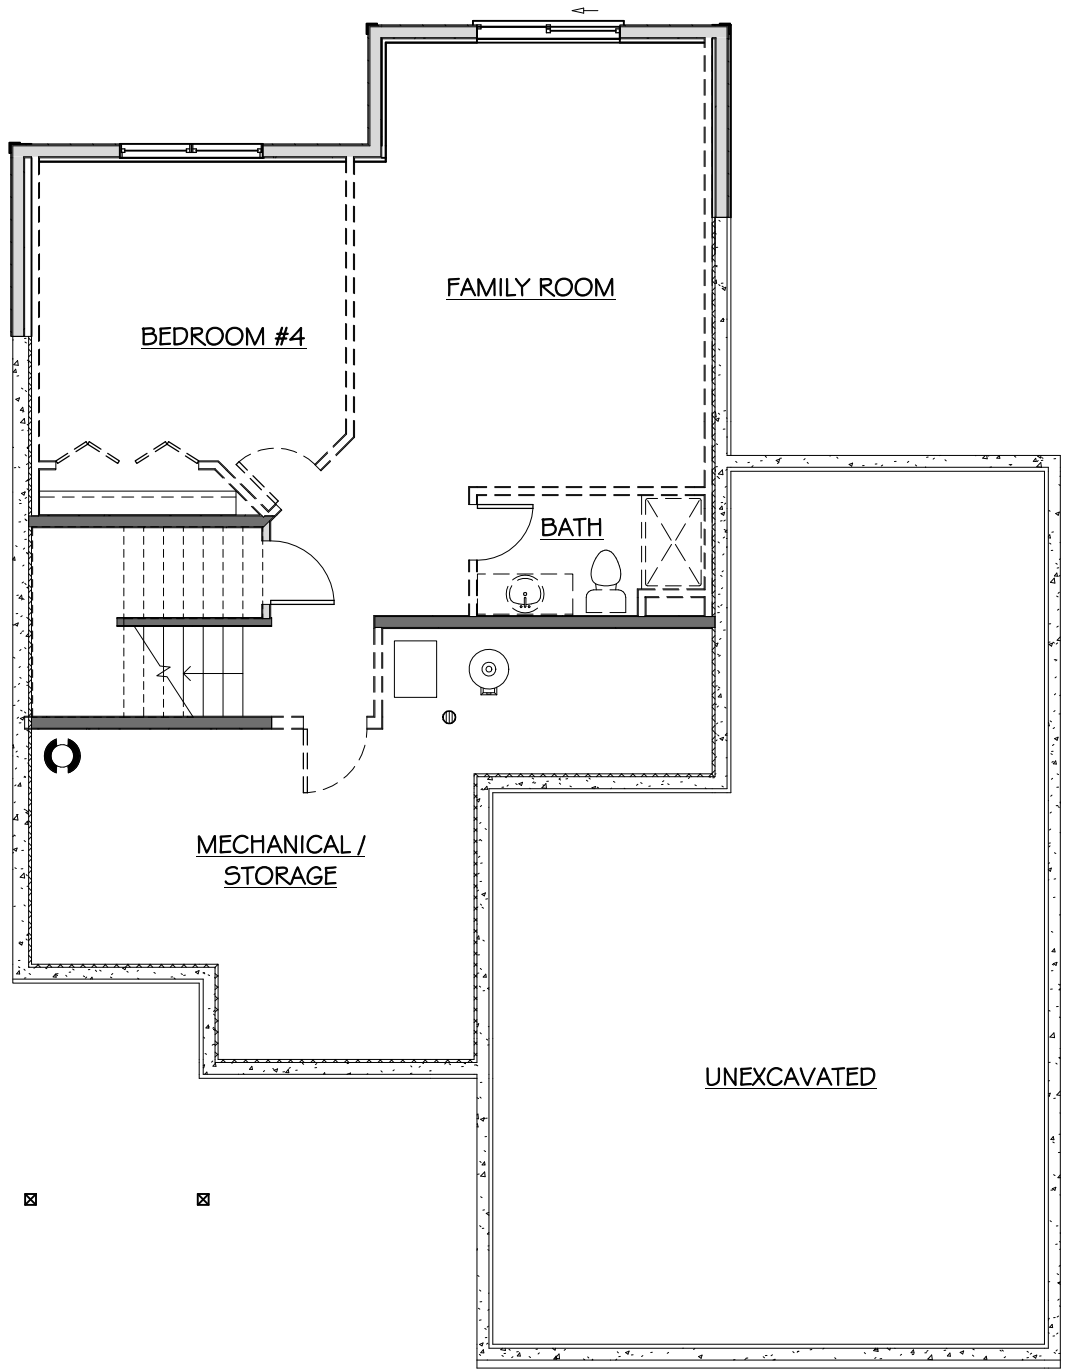 FAMILY ROOM
BEDROOM #4
BATH
MECHANICAL /
STORAGE
UNEXCAVATED